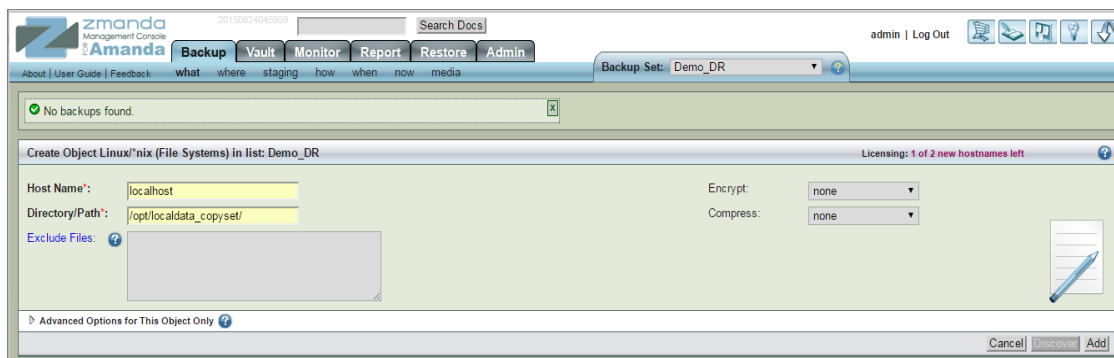 zmanda
Management Console
FOR Amanda
20150824045959
Search Docs
admin | Log Out
Backup Vault Monitor Report Restore Admin
About | User Guide | Feedback
what where staging how when now media
Backup Set: Demo_DR
No backups found.
x
Create Object Linux/*nix (File Systems) in list: Demo_DR
Licensing: 1 of 2 new hostnames left
Host Name*: localhost
Encrypt: none
Directory/Path*: /opt/localdata_copyset/
Compress: none
Exclude Files:
Advanced Options for This Object Only
Cancel Discover Add